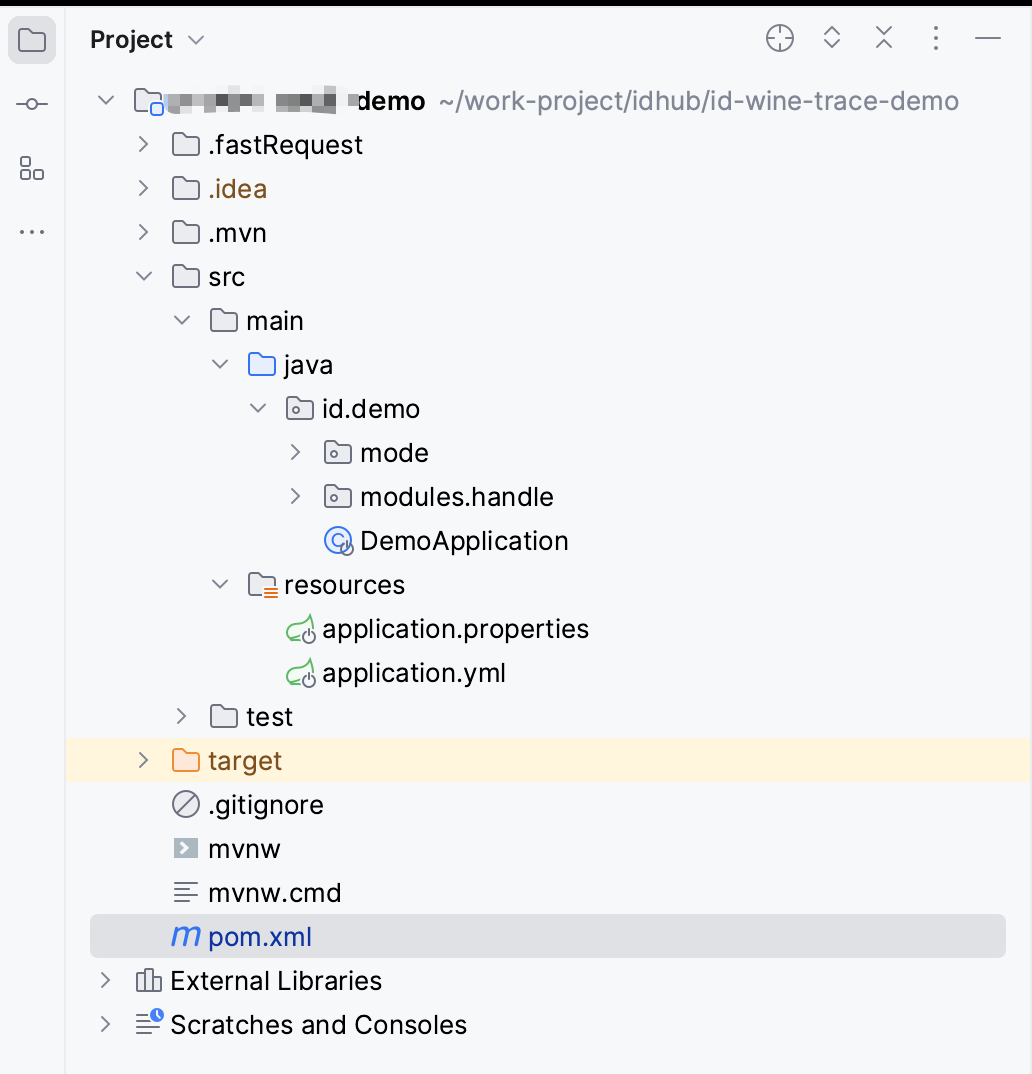 Project
demo ~/work-project/idhub/id-wine-trace-demo
.fastRequest
.idea
.mvn
src
main
java
id.demo
mode
modules.handle
DemoApplication
resources
application.properties
application.yml
test
target
.gitignore
mvnw
mvnw.cmd
pom.xml
External Libraries
Scratches and Consoles